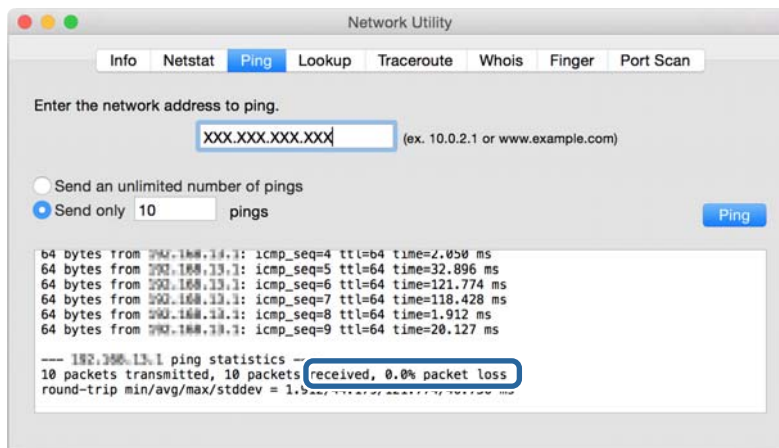 Network Utility
Info Netstat Ping Lookup Traceroute Whois Finger Port Scan
Enter the network address to ping.
XXX.XXX.XXX.XXX (ex. 10.0.2.1 or www.example.com)
Send an unlimited number of pings
Send only 10 pings
Ping
64 bytes from : icmp_seq=4 ttl=64 time=2.050 ms
64 bytes from : icmp_seq=5 ttl=64 time=32.896 ms
64 bytes from : icmp_seq=6 ttl=64 time=121.774 ms
64 bytes from : icmp_seq=7 ttl=64 time=118.428 ms
64 bytes from : icmp_seq=8 ttl=64 time=1.912 ms
64 bytes from : icmp_seq=9 ttl=64 time=20.127 ms
--- ping statistics --
10 packets transmitted, 10 packets received, 0.0% packet loss
round-trip min/avg/max/stddev = ms